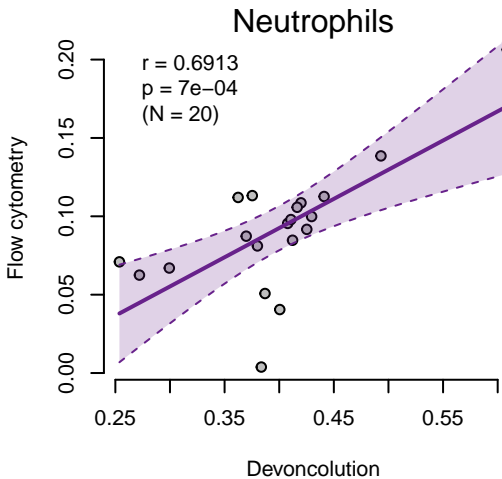 Neutrophils
r = 0.6913
p = 7e−04
(N = 20)
Flow cytometry
0.20
0.15
0.10
0.05
0.00
0.25 0.35 0.45 0.55
Devoncolution